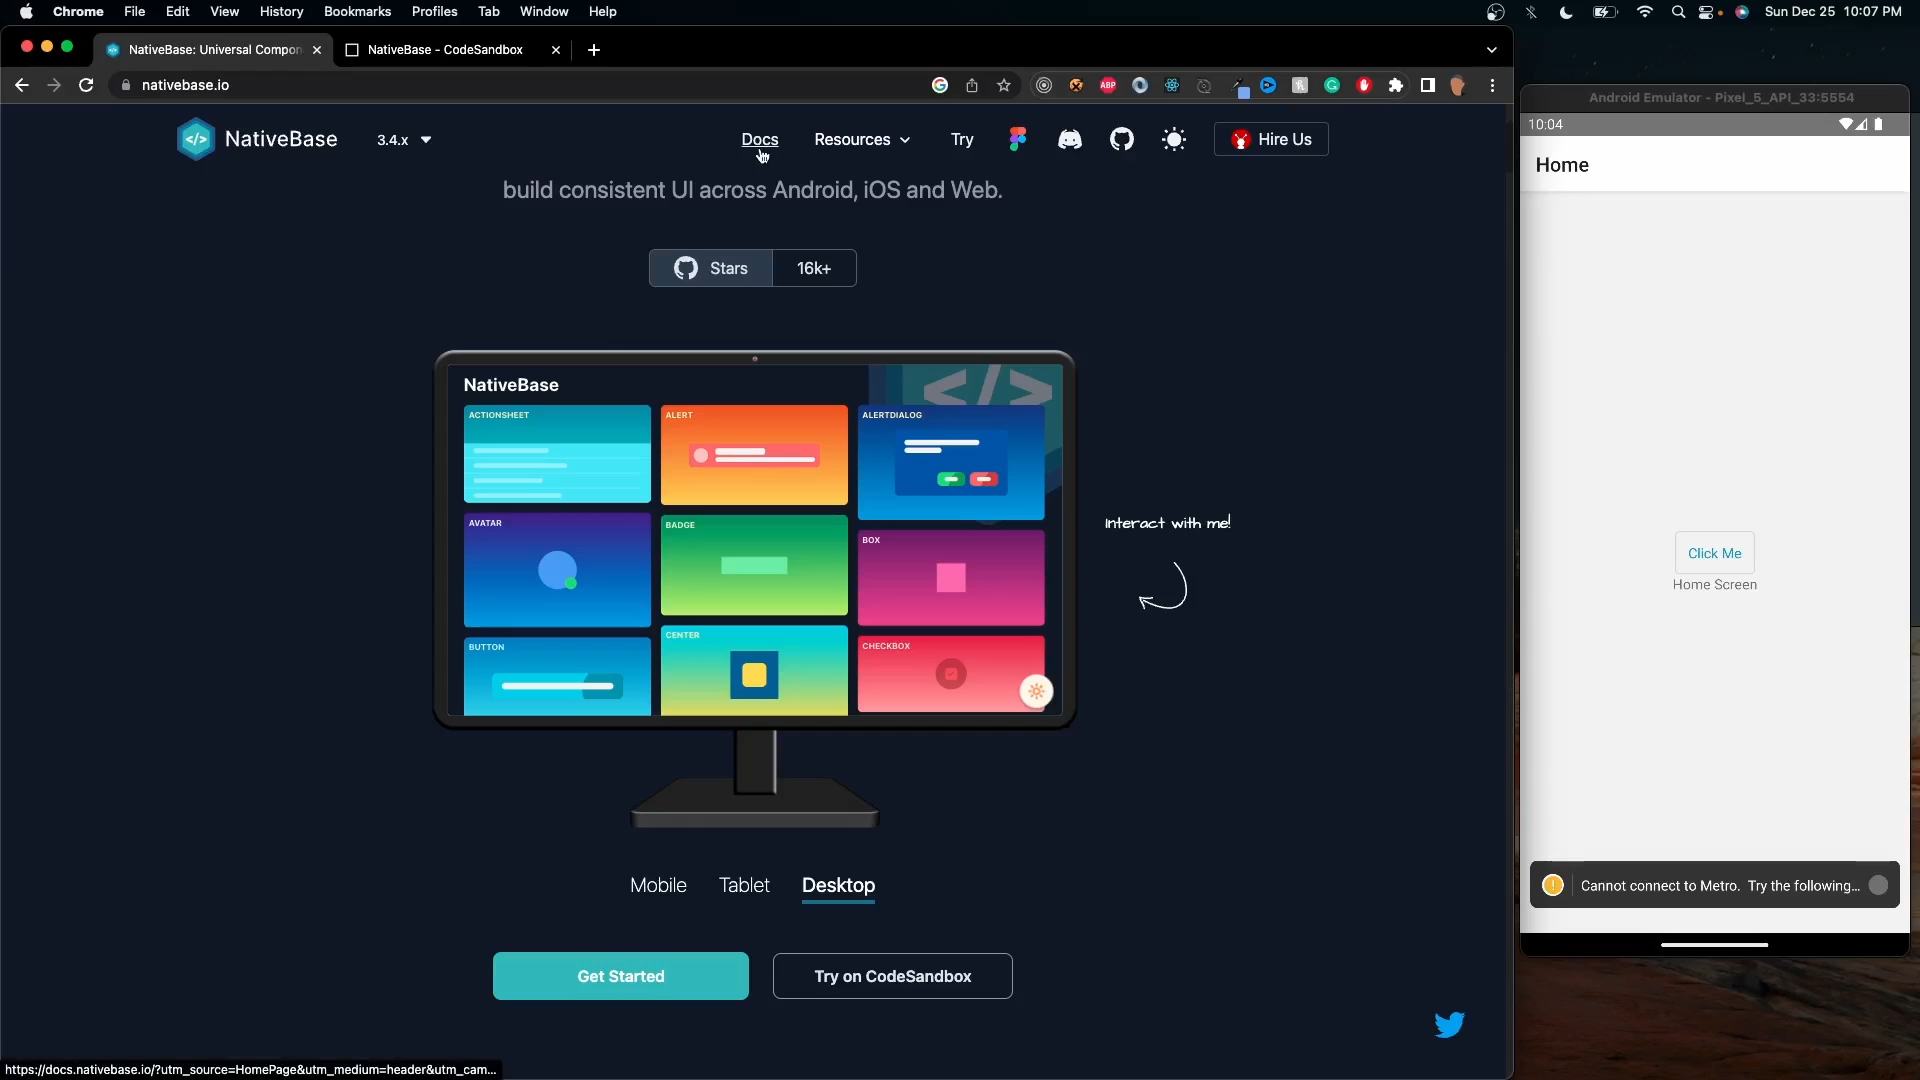 Chrome File Edit View History Bookmarks Profiles Tab Window Help Sun Dec 25 10:07 PM
NativeBase: Universal Compon NativeBase - CodeSandbox
nativebase.io
NativeBase 3.4.x Docs Resources Try Hire Us
build consistent UI across Android, iOS and Web.
Stars 16k+
NativeBase
ACTIONSHEET ALERT ALERTDIALOG
AVATAR BADGE BOX
BUTTON CENTER CHECKBOX
Interact with me!
Mobile Tablet Desktop
Get Started Try on CodeSandbox
https://docs.nativebase.io/?utm_source=HomePage&utm_medium=header&utm_cam...
Android Emulator - Pixel_5_API_33:5554
10:04
Home
Click Me
Home Screen
Cannot connect to Metro. Try the following...